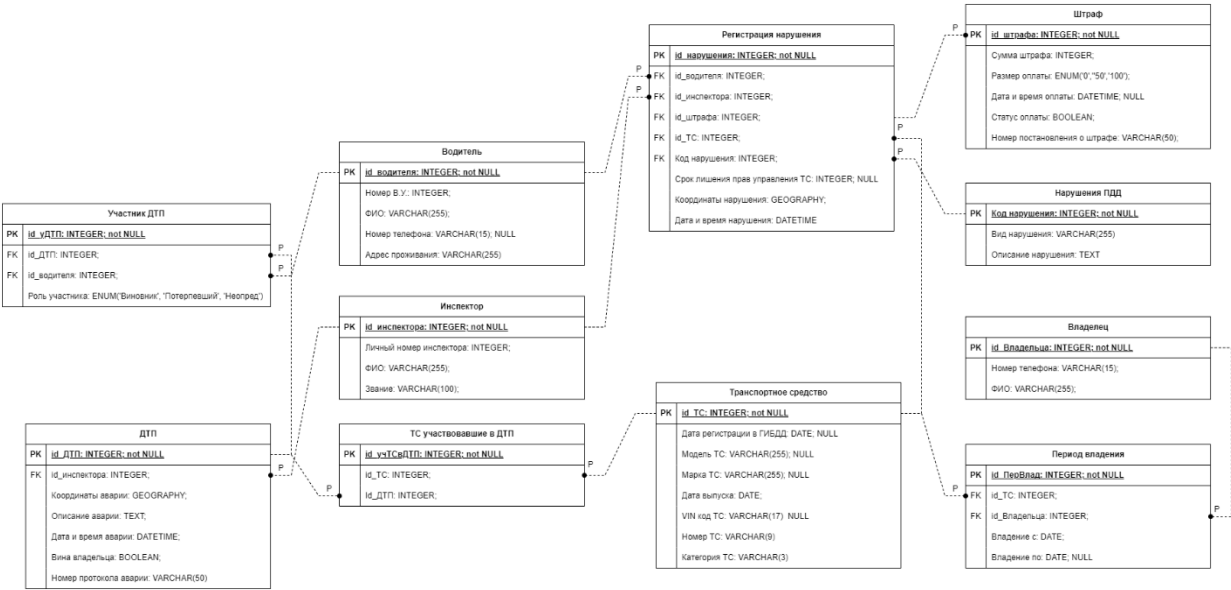 Участник ДТП
PK id_уДТП: INTEGER; not NULL
FK id_ДТП: INTEGER;
FK id_водителя: INTEGER;
Роль участника: ENUM('Виновник', 'Потерпевший', 'Неопред')
P
P
ДТП
PK id_ДТП: INTEGER; not NULL
FK id_инспектора: INTEGER;
Координаты аварии: GEOGRAPHY;
Описание аварии: TEXT;
Дата и время аварии: DATETIME;
Вина владельца: BOOLEAN;
Номер протокола аварии: VARCHAR(50)
P
Водитель
PK id_водителя: INTEGER; not NULL
Номер В.У.: INTEGER;
ФИО: VARCHAR(255);
Номер телефона: VARCHAR(15); NULL
Адрес проживания: VARCHAR(255)
Инспектор
PK id_инспектора: INTEGER; not NULL
Личный номер инспектора: INTEGER;
ФИО: VARCHAR(255);
Звание: VARCHAR(100);
ТС участвовавшие в ДТП
PK id_учТСвДТП: INTEGER; not NULL
id_ТС: INTEGER;
Id_ДТП: INTEGER;
P
P
Регистрация нарушения
PK id_нарушения: INTEGER; not NULL
FK id_водителя: INTEGER;
FK id_инспектора: INTEGER;
FK id_штрафа: INTEGER;
FK id_ТС: INTEGER;
FK Код нарушения: INTEGER;
Срок лишения прав управления ТС: INTEGER; NULL
Координаты нарушения: GEOGRAPHY;
Дата и время нарушения: DATETIME
P
P
P
P
Транспортное средство
PK id_ТС: INTEGER; not NULL
Дата регистрации в ГИБДД: DATE; NULL
Модель ТС: VARCHAR(255); NULL
Марка ТС: VARCHAR(255); NULL
Дата выпуска: DATE;
VIN код ТС: VARCHAR(17) NULL
Номер ТС: VARCHAR(9)
Категория ТС: VARCHAR(3)
Штраф
P
PK id_штрафа: INTEGER; not NULL
Сумма штрафа: INTEGER;
Размер оплаты: ENUM('0',''50','100');
Дата и время оплаты: DATETIME; NULL
Статус оплаты: BOOLEAN;
Номер постановления о штрафе: VARCHAR(50);
Нарушения ПДД
PK Код нарушения: INTEGER; not NULL
Вид нарушения: VARCHAR(255)
Описание нарушения: TEXT
Владелец
PK id_Владельца: INTEGER; not NULL
Номер телефона: VARCHAR(15);
ФИО: VARCHAR(255);
Период владения
PK id_ПерВлад: INTEGER; not NULL
P
FK id_ТС: INTEGER;
FK id_Владельца: INTEGER;
P
Владение с: DATE;
Владение по: DATE; NULL